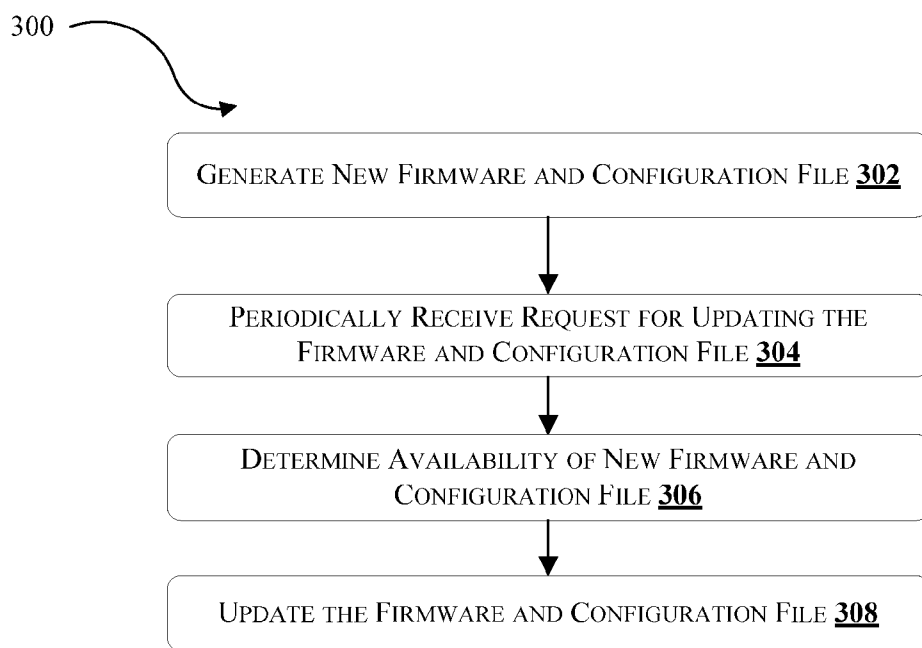 300
GENERATE NEW FIRMWARE AND CONFIGURATION FILE 302
PERIODICALLY RECEIVE REQUEST FOR UPDATING THE
FIRMWARE AND CONFIGURATION FILE 304
DETERMINE AVAILABILITY OF NEW FIRMWARE AND
CONFIGURATION FILE 306
UPDATE THE FIRMWARE AND CONFIGURATION FILE 308